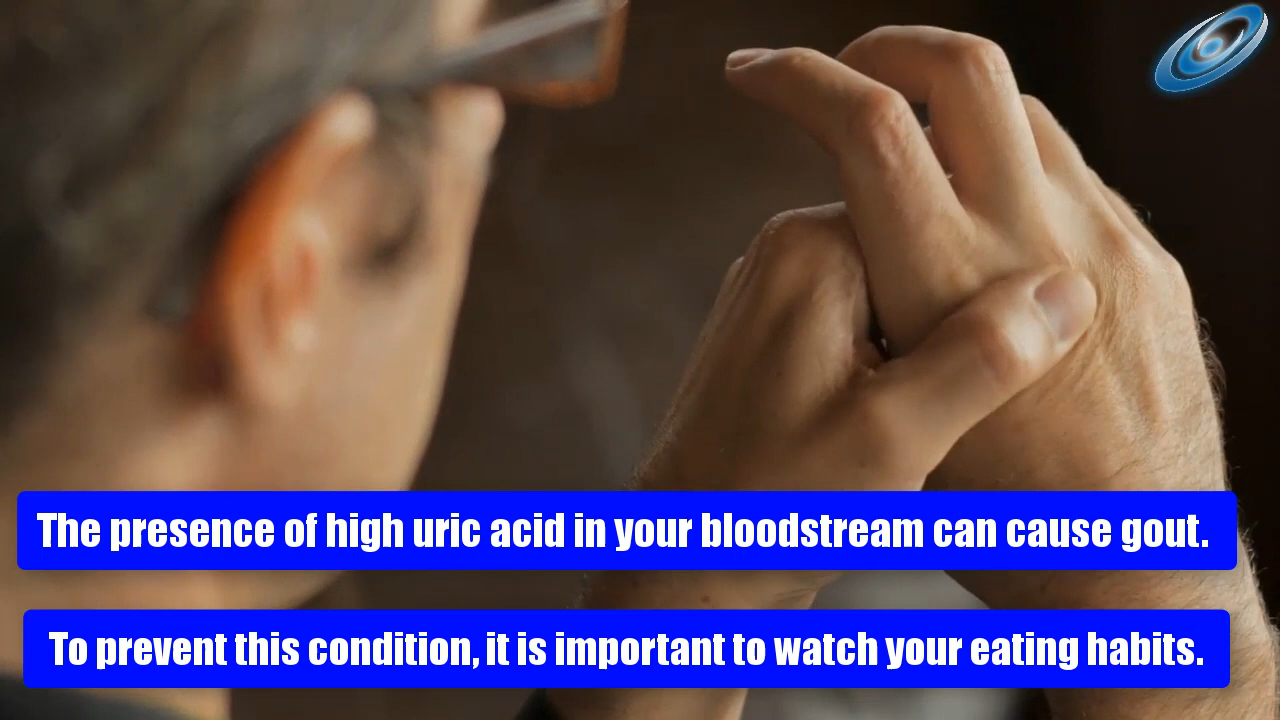 The presence of high uric acid in your bloodstream can cause gout.
To prevent this condition, it is important to watch your eating habits.